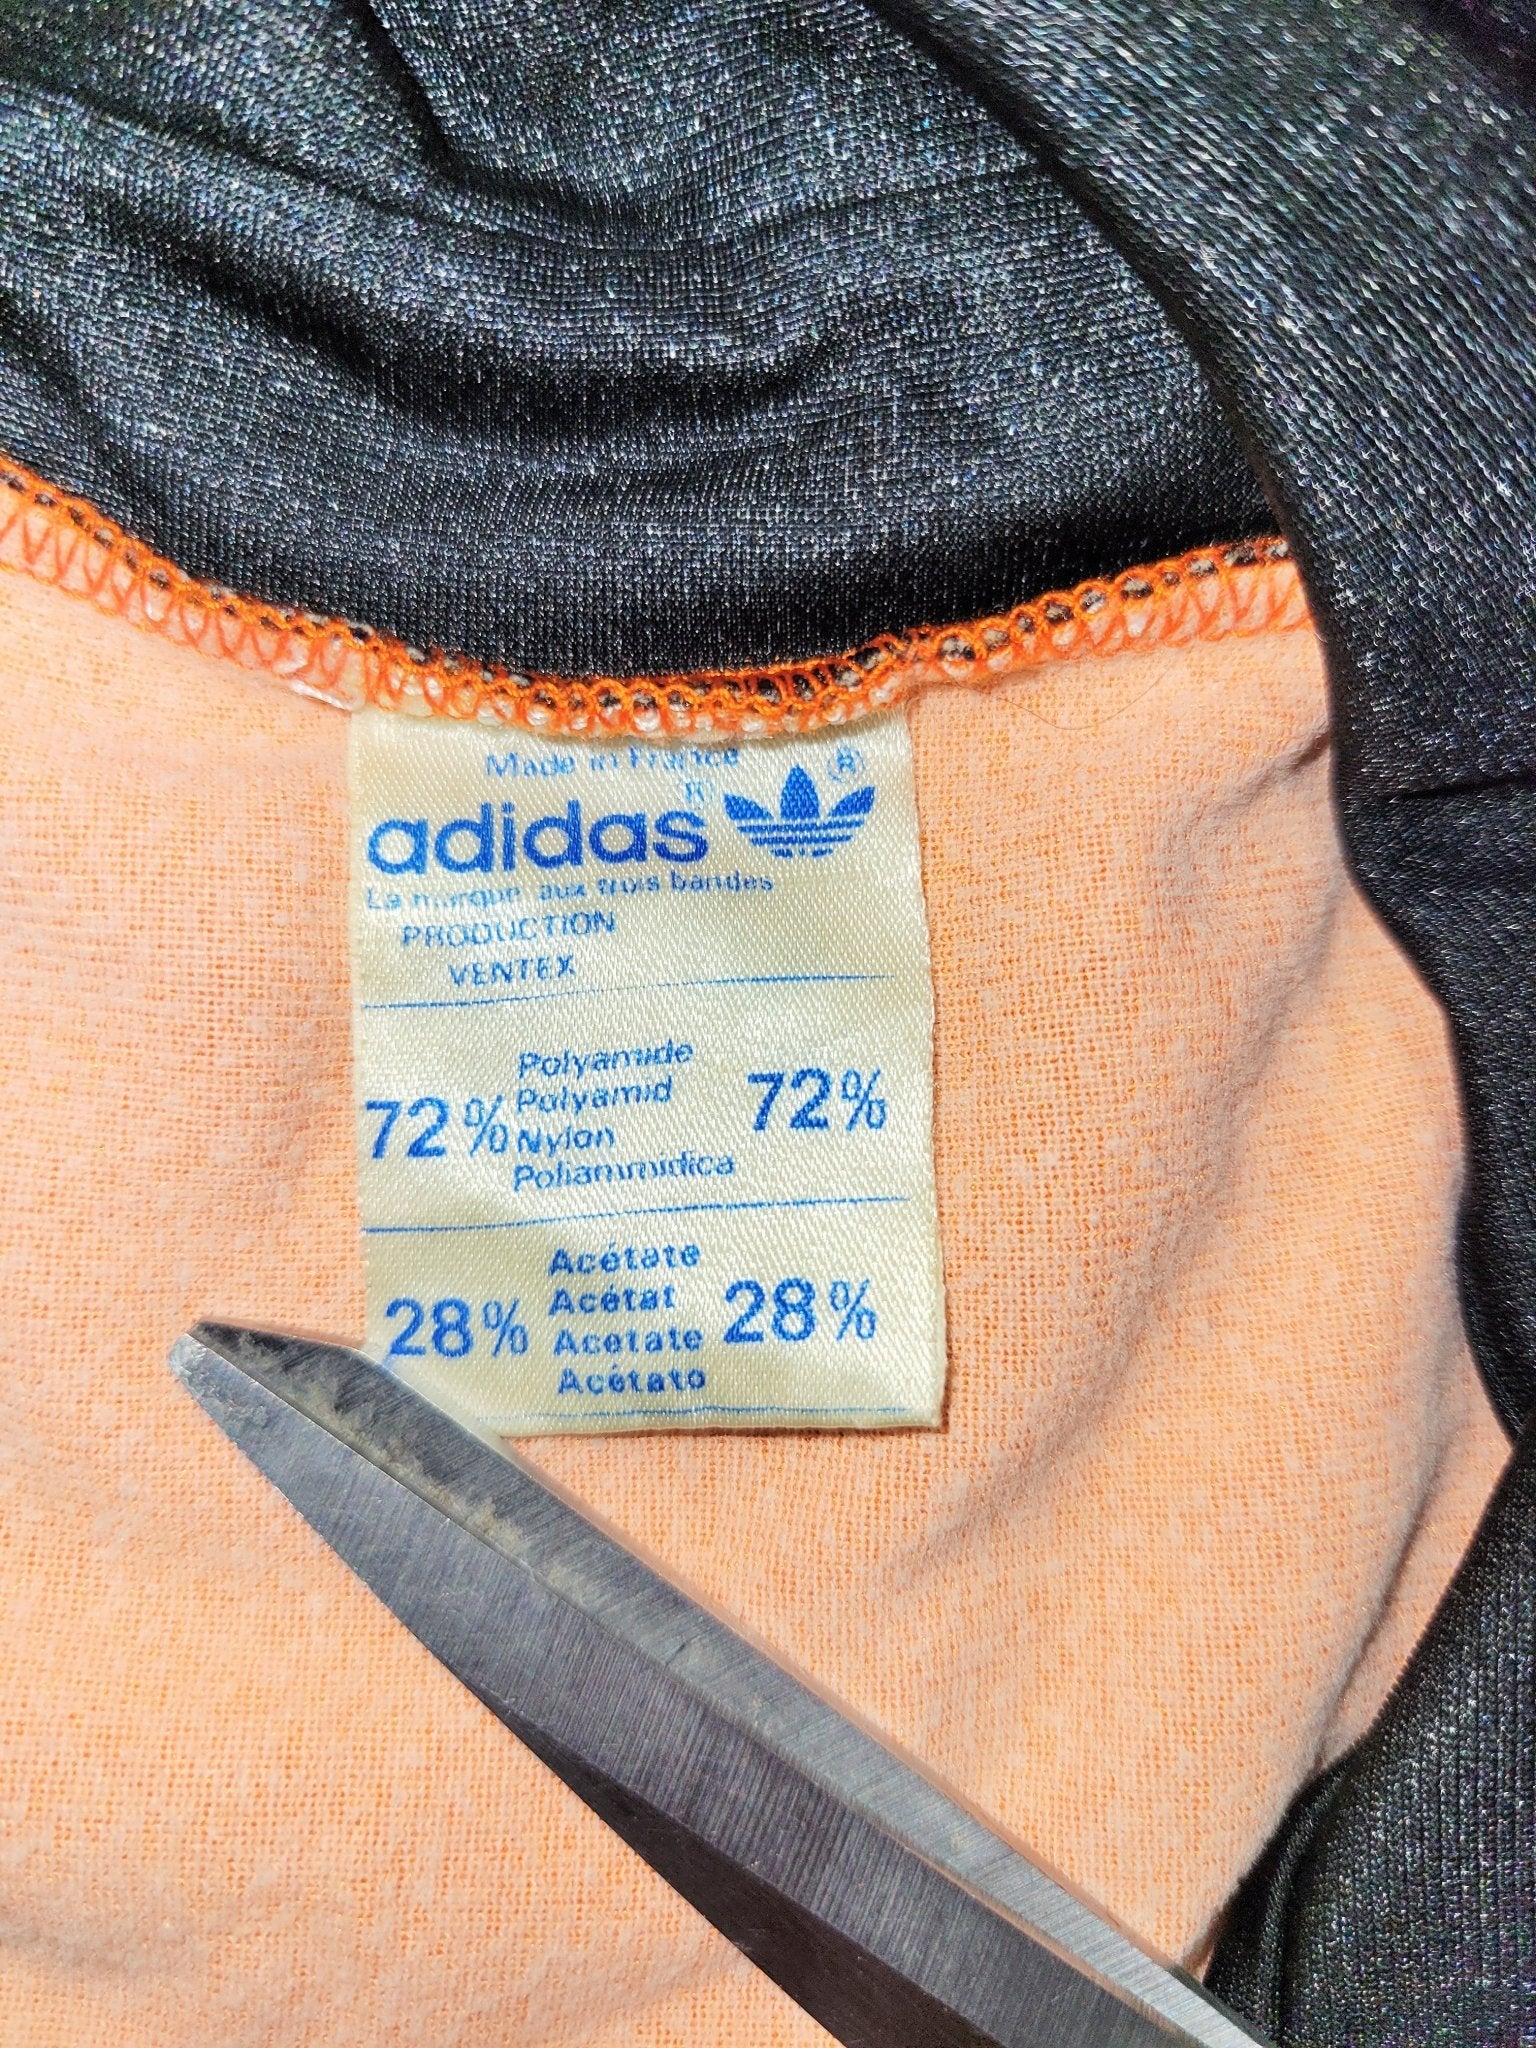 Made in France
adidas ® ®
La marque aux trois bandes
PRODUCTION
VENTEX
Polyamide
Polyamid
72% Nylon 72%
Poliammidica
Acétate
28% Acétat 28%
Acetate
Acétato